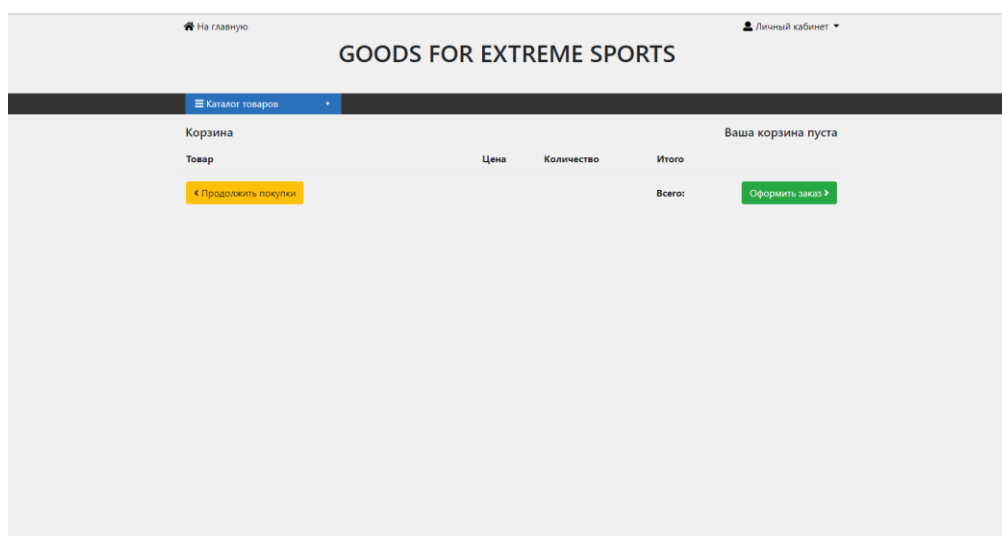 На главную
Личный кабинет
GOODS FOR EXTREME SPORTS
Каталог товаров
Корзина
Ваша корзина пуста
Товар Цена Количество Итого
Продолжить покупки Всего: Оформить заказ